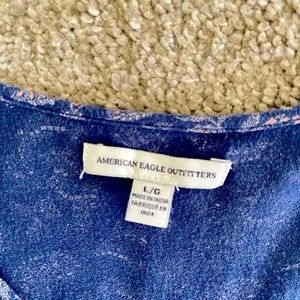 AMERICAN EAGLE OUTFITTERS
L/G
MADE IN INDIA
FABRIQUÉ EN
INDE